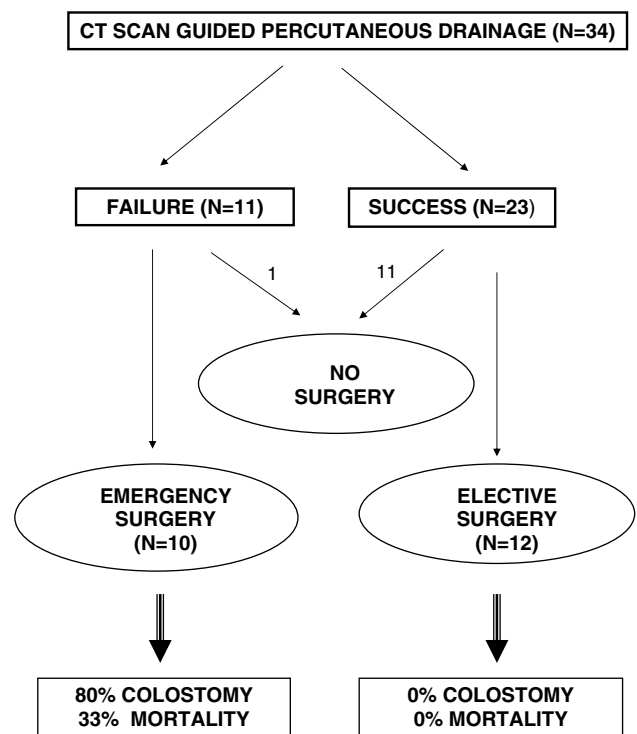 CT SCAN GUIDED PERCUTANEOUS DRAINAGE (N=34)
FAILURE (N=11)
SUCCESS (N=23)
1
11
NO
SURGERY
EMERGENCY
SURGERY
(N=10)
ELECTIVE
SURGERY
(N=12)
80% COLOSTOMY
33% MORTALITY
0% COLOSTOMY
0% MORTALITY